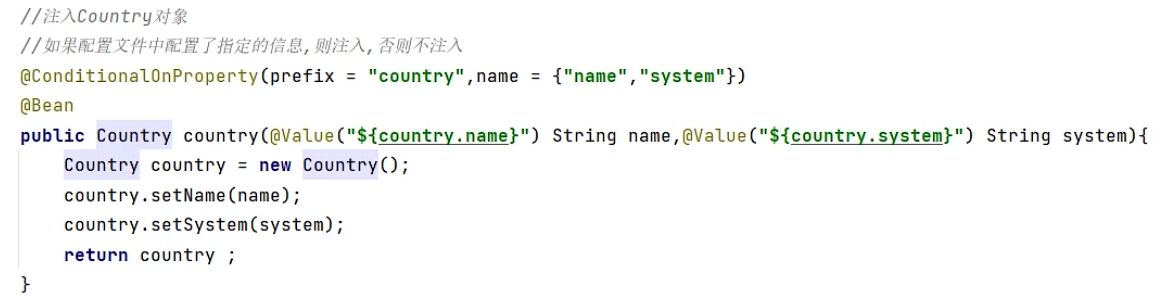 //注入Country对象
//如果配置文件中配置了指定的信息,则注入,否则不注入
@ConditionalOnProperty(prefix = "country",name = {"name","system"})
@Bean
public Country country(@Value("${country.name}") String name,@Value("${country.system}") String system){
    Country country = new Country();
    country.setName(name);
    country.setSystem(system);
    return country ;
}